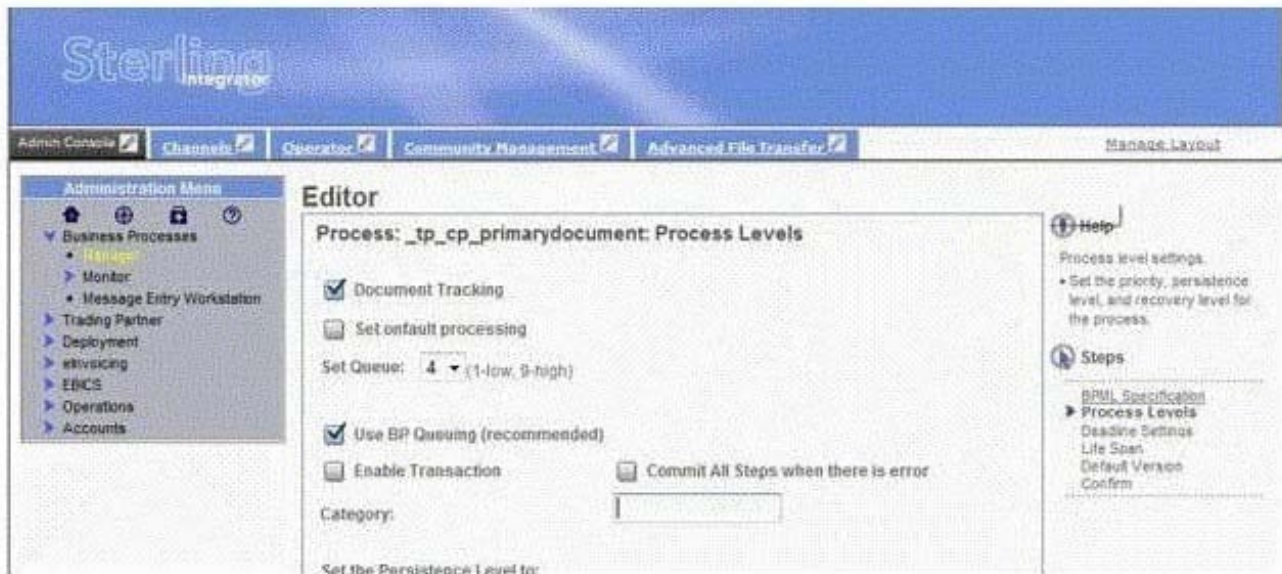 Sterling
Integrator
Admin Console
Channels
Operator
Community Management
Advanced File Transfer
Manage Layout
Administration Menu
Business Processes
Manager
Monitor
Message Entry Workstation
Trading Partner
Deployment
eInvoicing
EBICS
Operations
Accounts
Editor
Process: _tp_cp_primarydocument: Process Levels
Document Tracking
Set onfault processing
Set Queue: 4 (1-low, 9-high)
Use BP Queuing (recommended)
Enable Transaction
Commit All Steps when there is error
Category:
Set the Persistence Level to:
Help
Process level settings.
• Set the priority, persistence
level, and recovery level for
the process.
Steps
BPML Specification
Process Levels
Deadline Settings
Life Span
Default Version
Confirm